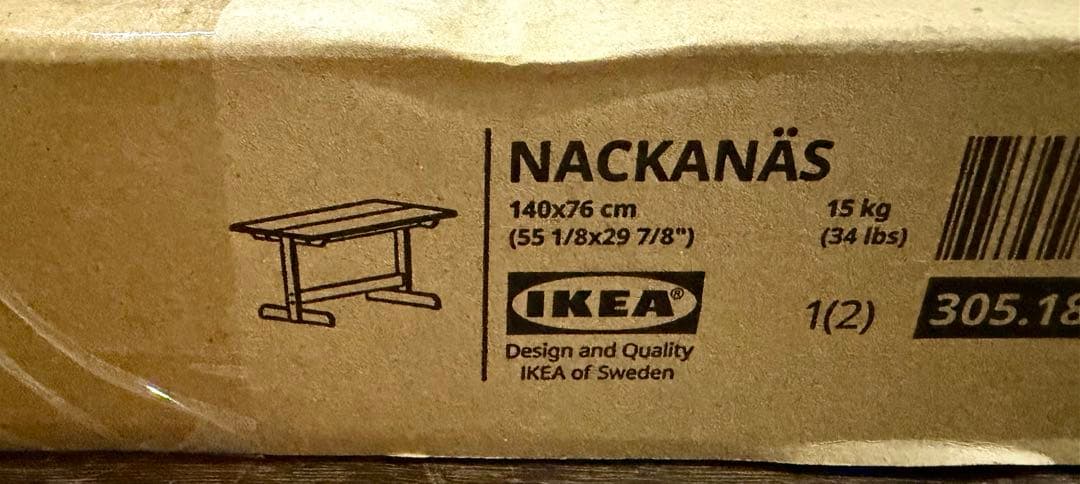 NACKANÄS
140x76 cm
(55 1/8x29 7/8")
15 kg
(34 lbs)
IKEA®
Design and Quality
IKEA of Sweden
1(2)
305.18